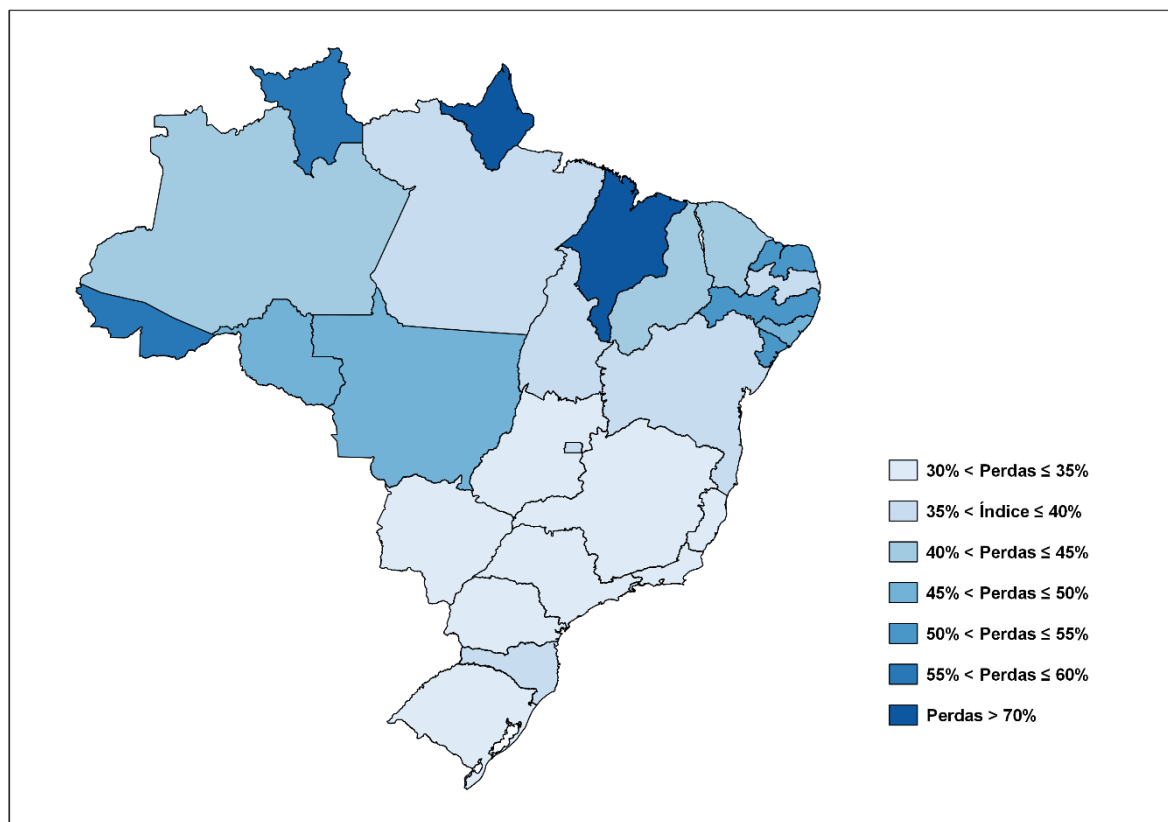 30% < Perdas ≤ 35%
35% < Índice ≤ 40%
40% < Perdas ≤ 45%
45% < Perdas ≤ 50%
50% < Perdas ≤ 55%
55% < Perdas ≤ 60%
Perdas > 70%